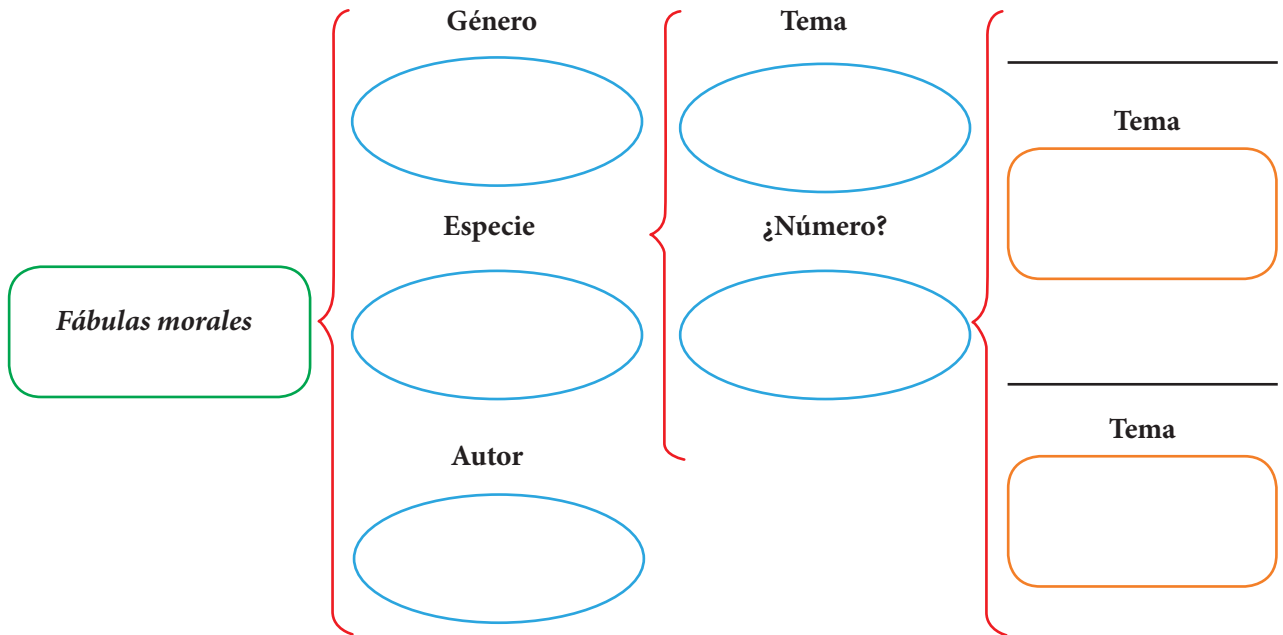 Género
Tema
Tema
Especie
¿Número?
Fábulas morales
Tema
Autor